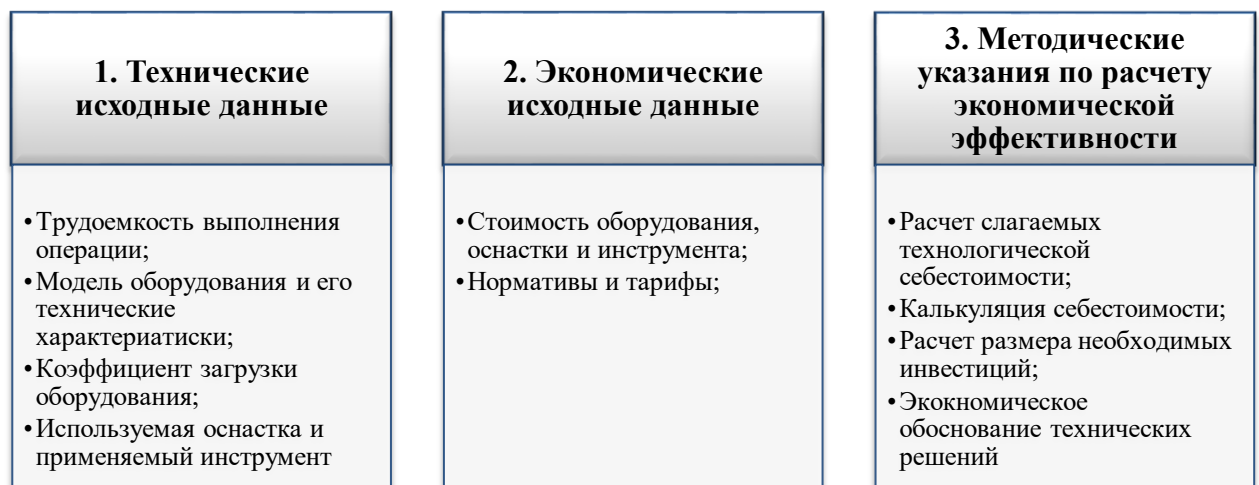 1. Технические
исходные данные
•Трудоемкость выполнения
операции;
•Модель оборудования и его
технические
характериатиски;
•Коэффициент загрузки
оборудования;
•Используемая оснастка и
применяемый инструмент
2. Экономические
исходные данные
•Стоимость оборудования,
оснастки и инструмента;
•Нормативы и тарифы;
3. Методические
указания по расчету
экономической
эффективности
•Расчет слагаемых
технологической
себестоимости;
•Калькуляция себестоимости;
•Расчет размера необходимых
инвестиций;
•Экокномическое
обоснование технических
решений